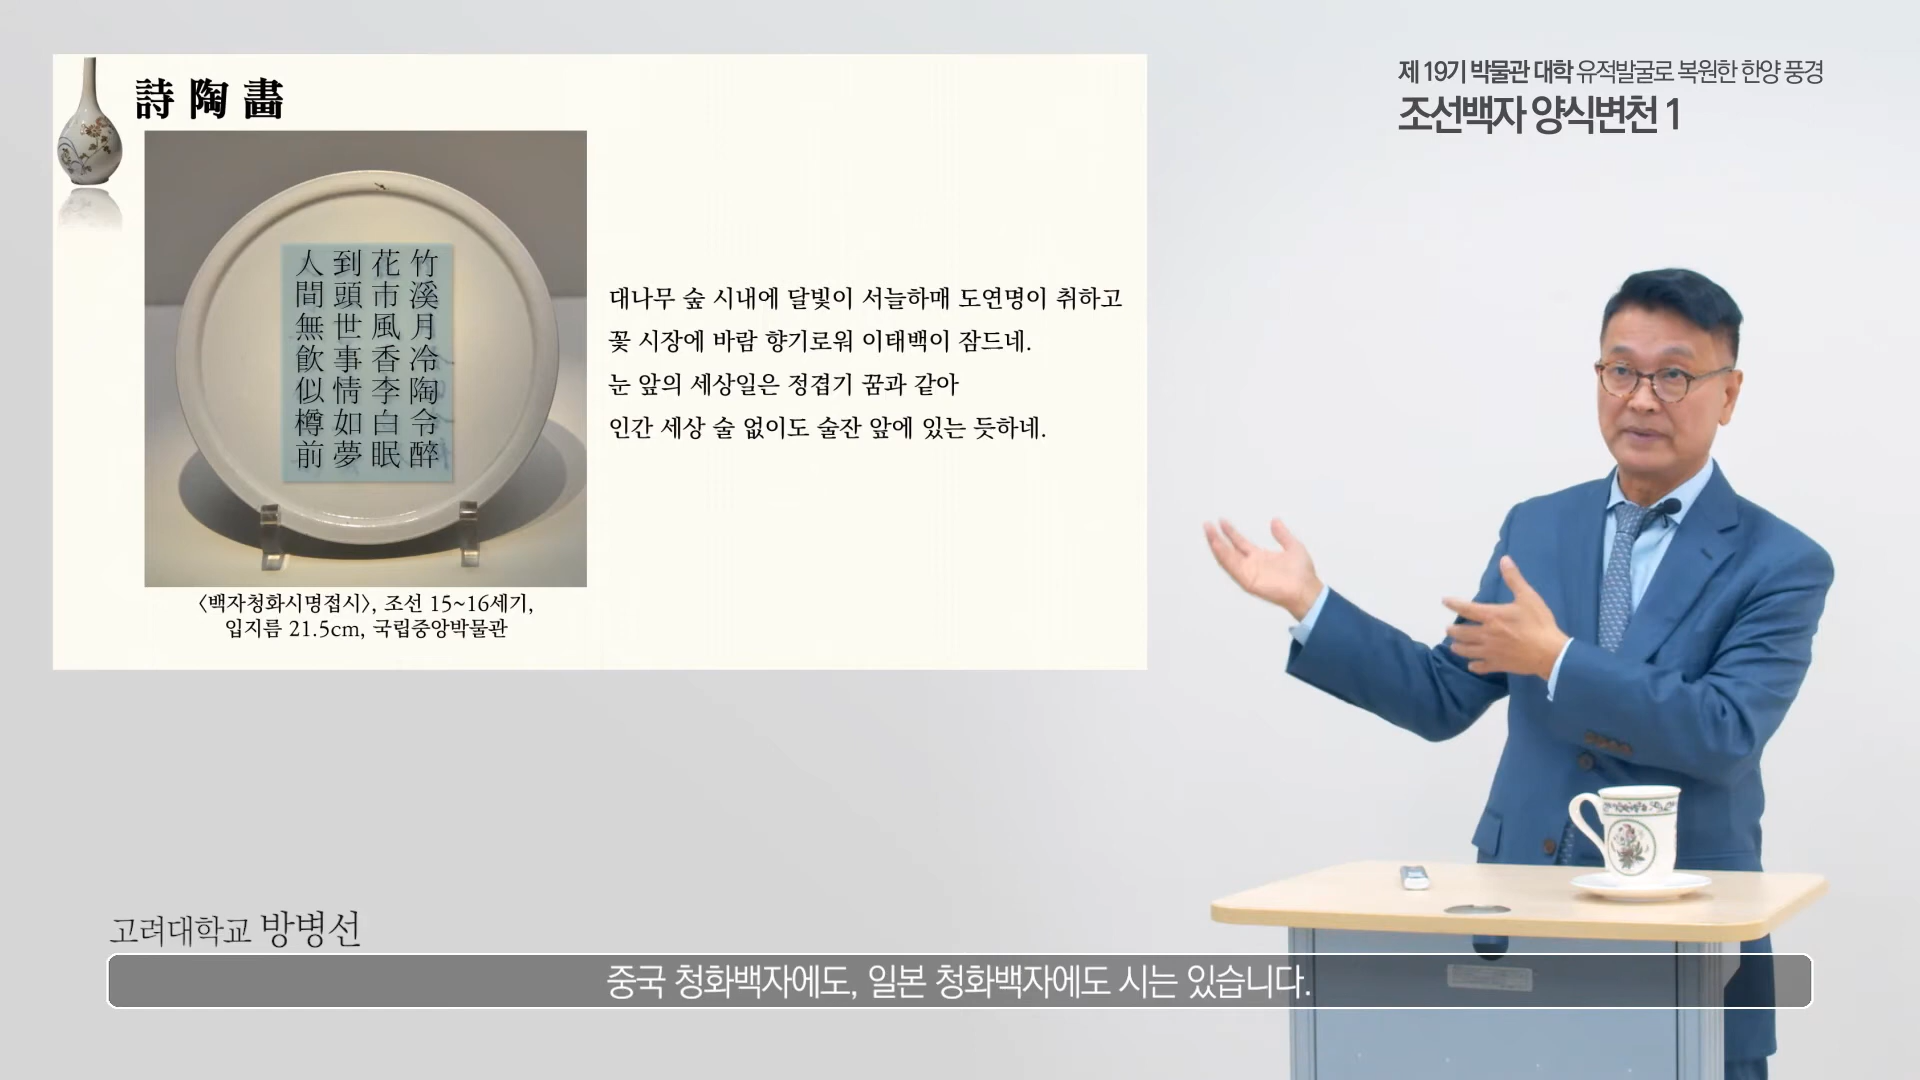 제 19기 박물관 대학 유적발굴로 복원한 한양 풍경
조선백자 양식변천 1
詩陶畵
竹溪月冷陶令醉
花市風香李白眠
到頭世事情如夢
人間無飮似樽前
대나무 숲 시내에 달빛이 서늘하매 도연명이 취하고
꽃 시장에 바람 향기로워 이태백이 잠드네.
눈 앞의 세상일은 정겹기 꿈과 같아
인간 세상 술 없이도 술잔 앞에 있는 듯하네.
〈백자청화시명접시〉, 조선 15~16세기,
입지름 21.5cm, 국립중앙박물관
고려대학교 방병선
중국 청화백자에도, 일본 청화백자에도 시는 있습니다.